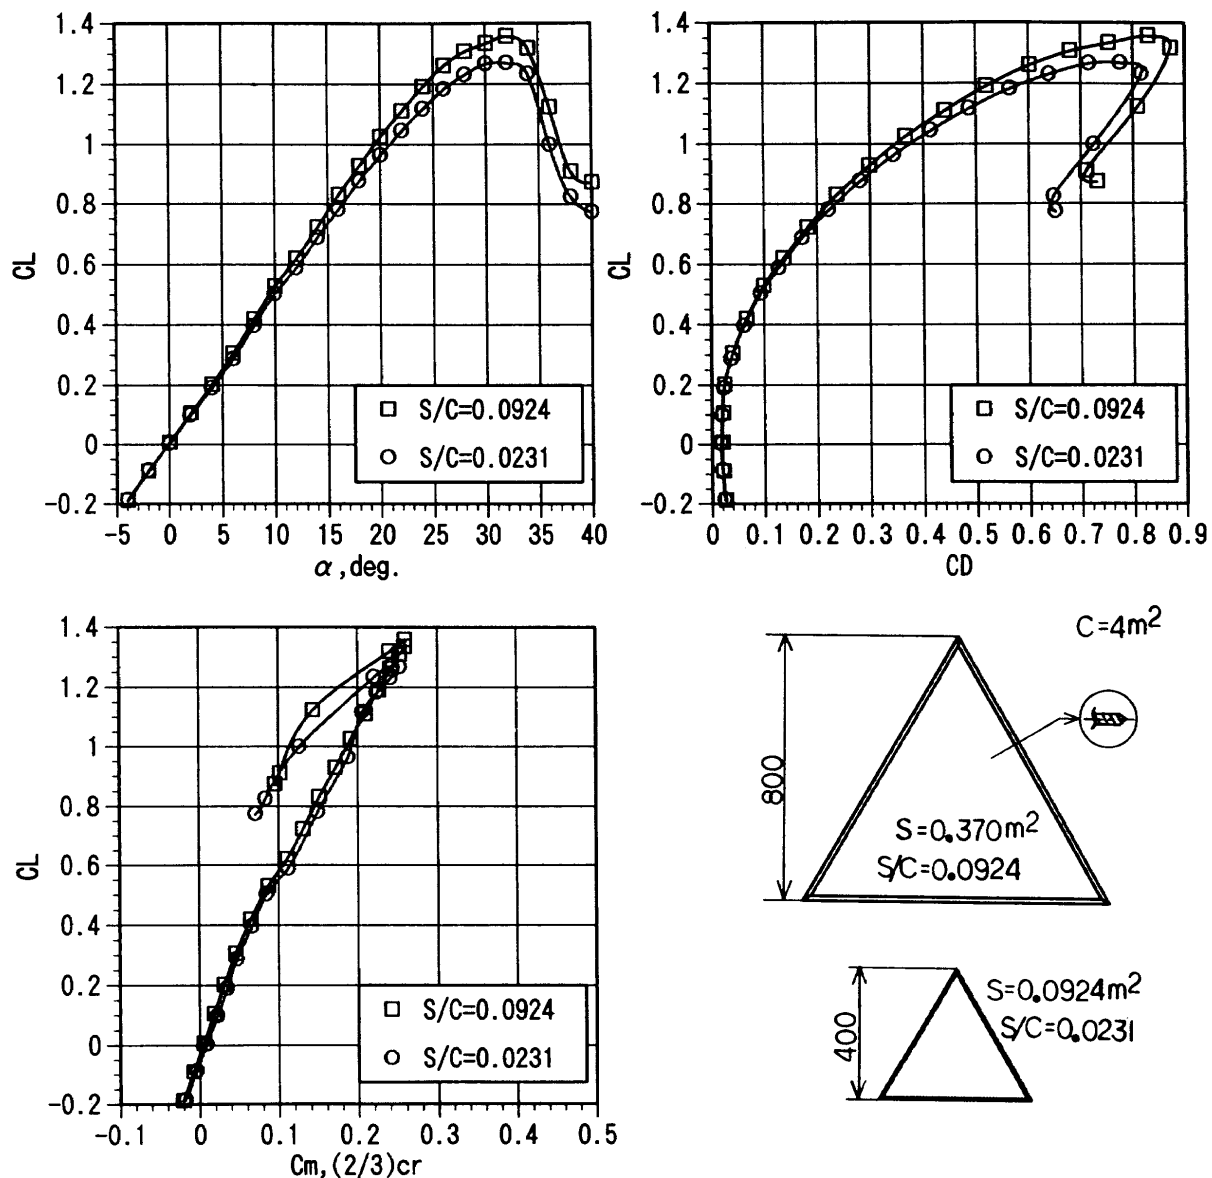 1.4
1.2
1
0.8
0.6
0.4
0.2
0
-0.2
CL
-5 0 5 10 15 20 25 30 35 40
α,deg.
S/C=0.0924
S/C=0.0231
1.4
1.2
1
0.8
0.6
0.4
0.2
0
-0.2
CL
0 0.1 0.2 0.3 0.4 0.5 0.6 0.7 0.8 0.9
CD
S/C=0.0924
S/C=0.0231
1.4
1.2
1
0.8
0.6
0.4
0.2
0
-0.2
CL
-0.1 0 0.1 0.2 0.3 0.4 0.5
Cm,(2/3)cr
S/C=0.0924
S/C=0.0231
C=4m²
800
S=0.370m²
S/C=0.0924
400
S=0.0924m²
S/C=0.0231